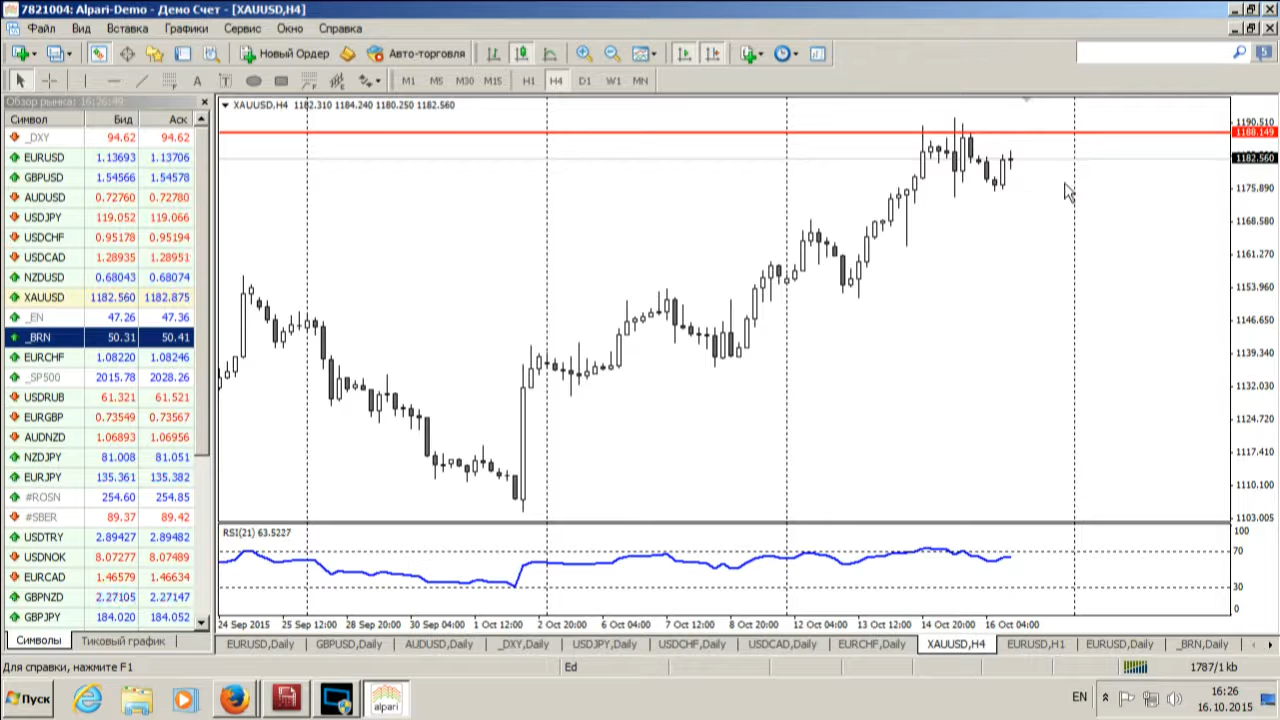 7821004: Alpari-Demo - Демо Счет - [XAUUSD,H4]
Файл Вид Вставка Графики Сервис Окно Справка
Новый Ордер Авто-торговля 5
A T M1 M5 M30 M15 H1 H4 D1 W1 MN
Обзор рынка: 16:26:49
Символ Бид Аск
_DXY 94.62 94.62
EURUSD 1.13693 1.13706
GBPUSD 1.54566 1.54578
AUDUSD 0.72760 0.72780
USDJPY 119.052 119.066
USDCHF 0.95178 0.95194
USDCAD 1.28935 1.28951
NZDUSD 0.68043 0.68074
XAUUSD 1182.560 1182.875
_EN 47.26 47.36
_BRN 50.31 50.41
EURCHF 1.08220 1.08246
_SP500 2015.78 2028.26
USDRUB 61.321 61.521
EURGBP 0.73549 0.73567
AUDNZD 1.06893 1.06956
NZDJPY 81.008 81.051
EURJPY 135.361 135.382
#ROSN 254.60 254.85
#SBER 89.37 89.42
USDTRY 2.89427 2.89482
USDNOK 8.07277 8.07489
EURCAD 1.46579 1.46634
GBPNZD 2.27105 2.27147
GBPJPY 184.020 184.052
Символы Тиковый график
XAUUSD,H4 1182.310 1184.240 1180.250 1182.560
1190.510
1188.149
1182.560
1175.890
1168.580
1161.270
1153.960
1146.650
1139.340
1132.030
1124.720
1117.410
1110.100
1103.005
RSI(21) 63.5227
100
70
30
0
24 Sep 2015 25 Sep 12:00 28 Sep 20:00 30 Sep 04:00 1 Oct 12:00 2 Oct 20:00 6 Oct 04:00 7 Oct 12:00 8 Oct 20:00 12 Oct 04:00 13 Oct 12:00 14 Oct 20:00 16 Oct 04:00
EURUSD,Daily GBPUSD,Daily AUDUSD,Daily _DXY,Daily USDJPY,Daily USDCHF,Daily USDCAD,Daily EURCHF,Daily XAUUSD,H4 EURUSD,H1 EURUSD,Daily _BRN,Daily
Для справки, нажмите F1 Ed 1787/1 kb
Пуск alpari EN 16:26
16.10.2015